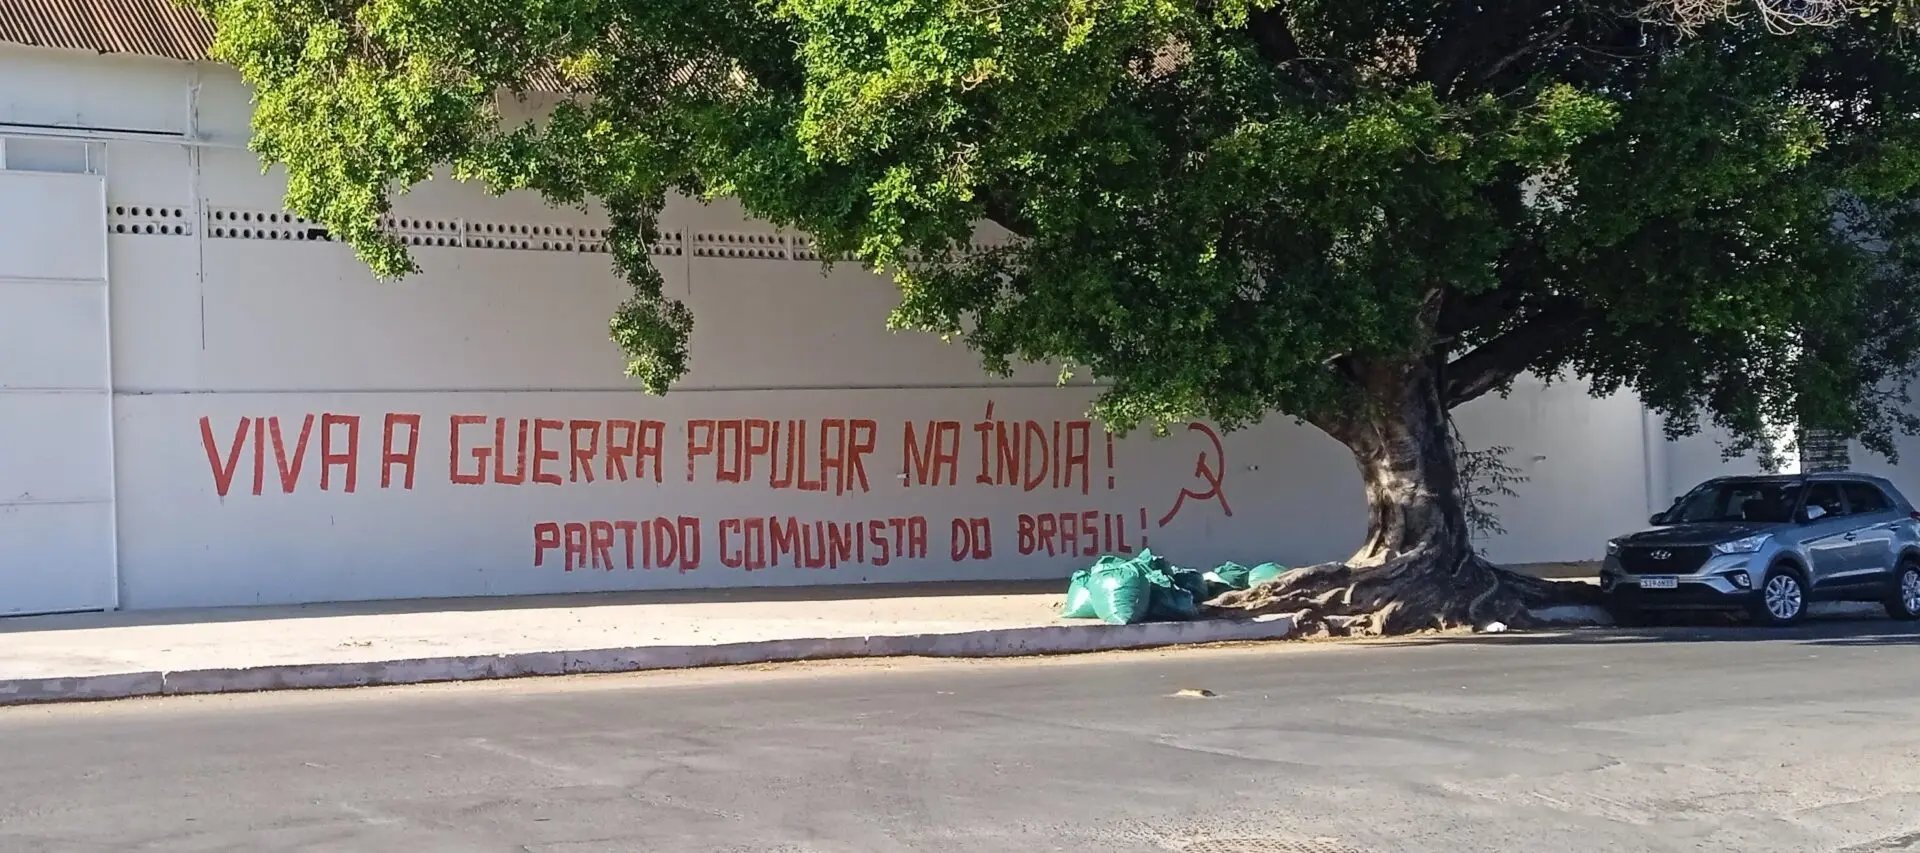 VIVA A GUERRA POPULAR NA ÍNDIA!
PARTIDO COMUNISTA DO BRASIL!